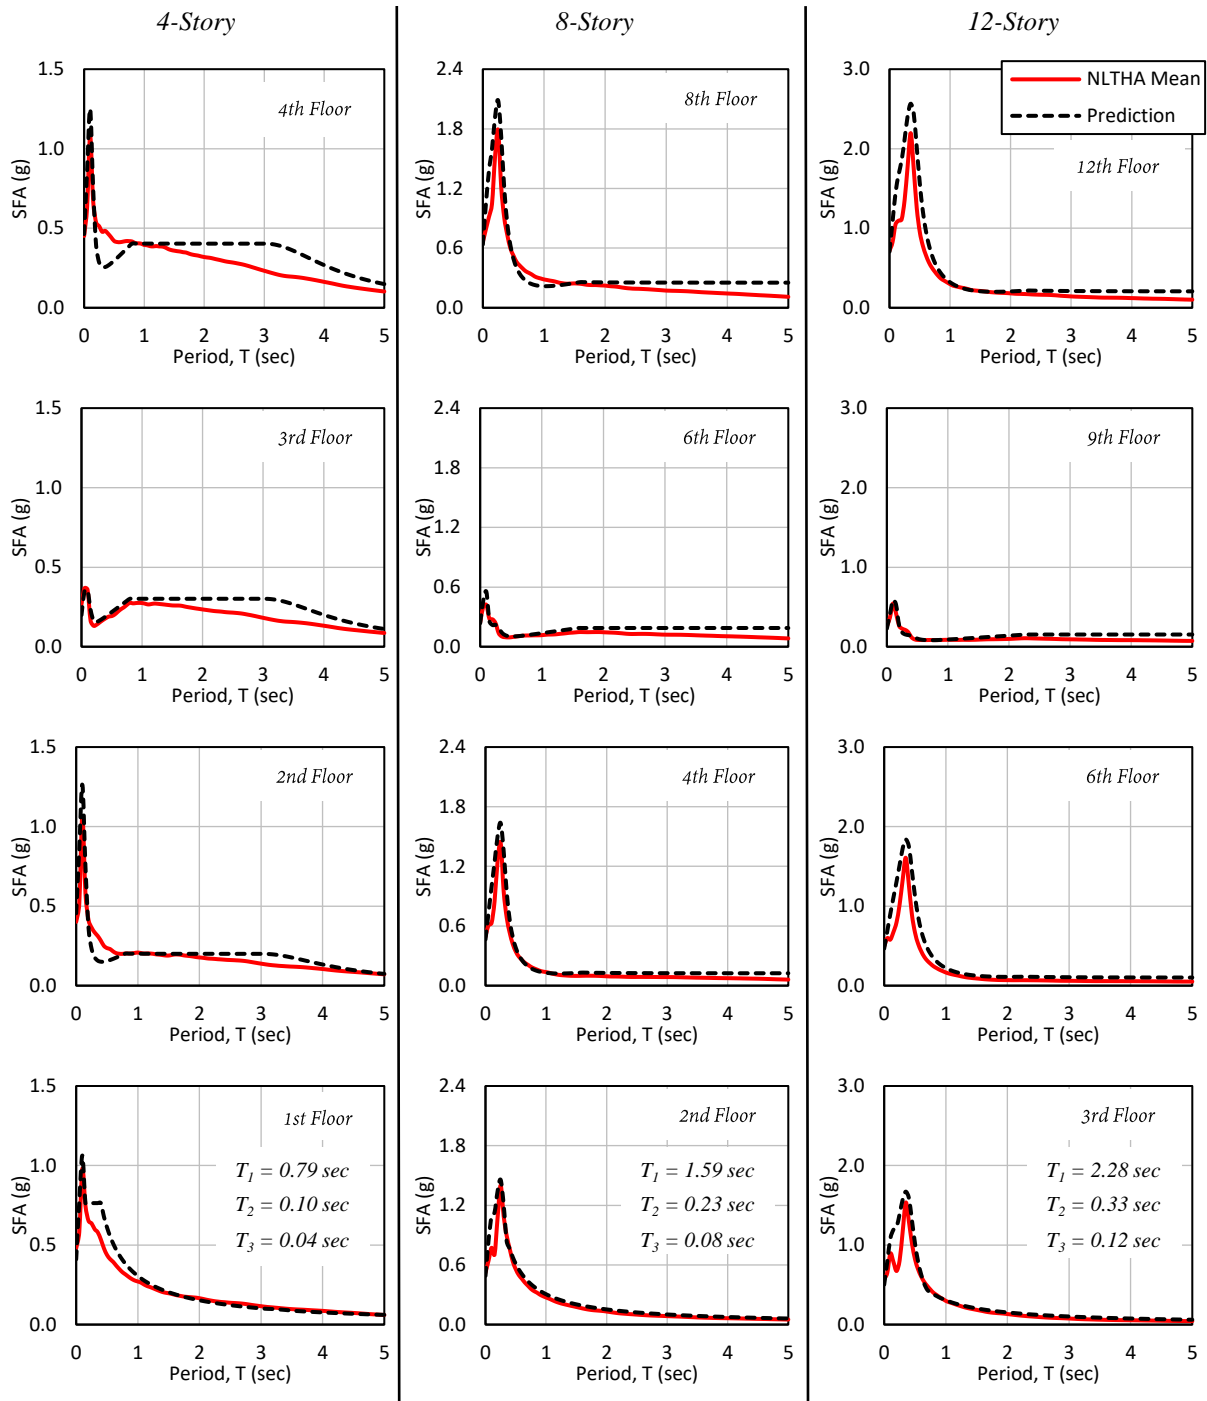 4-Story
8-Story
12-Story
1.5
1.0
0.5
0.0
SFA (g)
4th Floor
0 1 2 3 4 5
Period, T (sec)
2.4
1.8
1.2
0.6
0.0
SFA (g)
8th Floor
0 1 2 3 4 5
Period, T (sec)
3.0
2.0
1.0
0.0
SFA (g)
NLTHA Mean
Prediction
12th Floor
0 1 2 3 4 5
Period, T (sec)
1.5
1.0
0.5
0.0
SFA (g)
3rd Floor
0 1 2 3 4 5
Period, T (sec)
2.4
1.8
1.2
0.6
0.0
SFA (g)
6th Floor
0 1 2 3 4 5
Period, T (sec)
3.0
2.0
1.0
0.0
SFA (g)
9th Floor
0 1 2 3 4 5
Period, T (sec)
1.5
1.0
0.5
0.0
SFA (g)
2nd Floor
0 1 2 3 4 5
Period, T (sec)
2.4
1.8
1.2
0.6
0.0
SFA (g)
4th Floor
0 1 2 3 4 5
Period, T (sec)
3.0
2.0
1.0
0.0
SFA (g)
6th Floor
0 1 2 3 4 5
Period, T (sec)
1.5
1.0
0.5
0.0
SFA (g)
1st Floor
T1 = 0.79 sec
T2 = 0.10 sec
T3 = 0.04 sec
0 1 2 3 4 5
Period, T (sec)
2.4
1.8
1.2
0.6
0.0
SFA (g)
2nd Floor
T1 = 1.59 sec
T2 = 0.23 sec
T3 = 0.08 sec
0 1 2 3 4 5
Period, T (sec)
3.0
2.0
1.0
0.0
SFA (g)
3rd Floor
T1 = 2.28 sec
T2 = 0.33 sec
T3 = 0.12 sec
0 1 2 3 4 5
Period, T (sec)